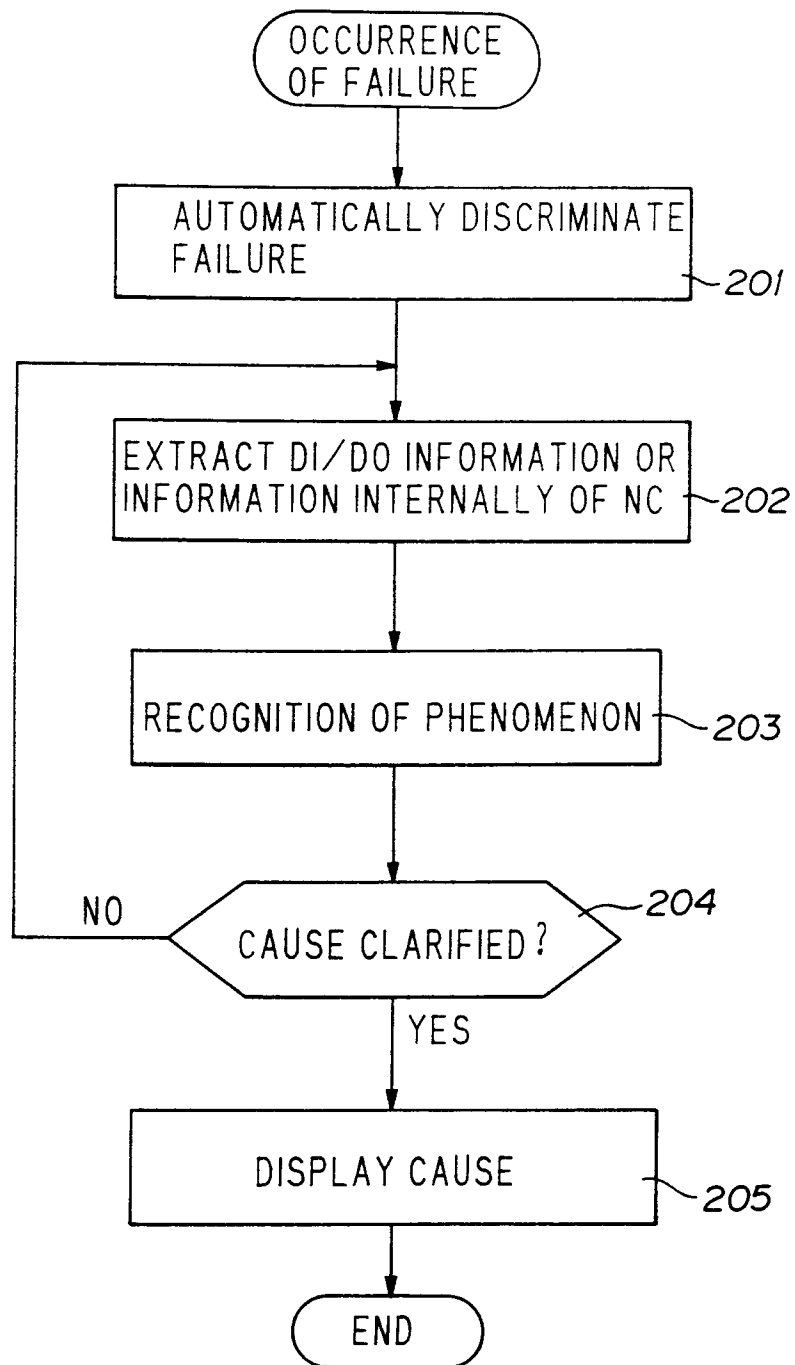 OCCURRENCE
OF FAILURE
AUTOMATICALLY DISCRIMINATE
FAILURE
201
EXTRACT DI/DO INFORMATION OR
INFORMATION INTERNALLY OF NC
202
RECOGNITION OF PHENOMENON
203
204
NO
CAUSE CLARIFIED?
YES
DISPLAY CAUSE
205
END